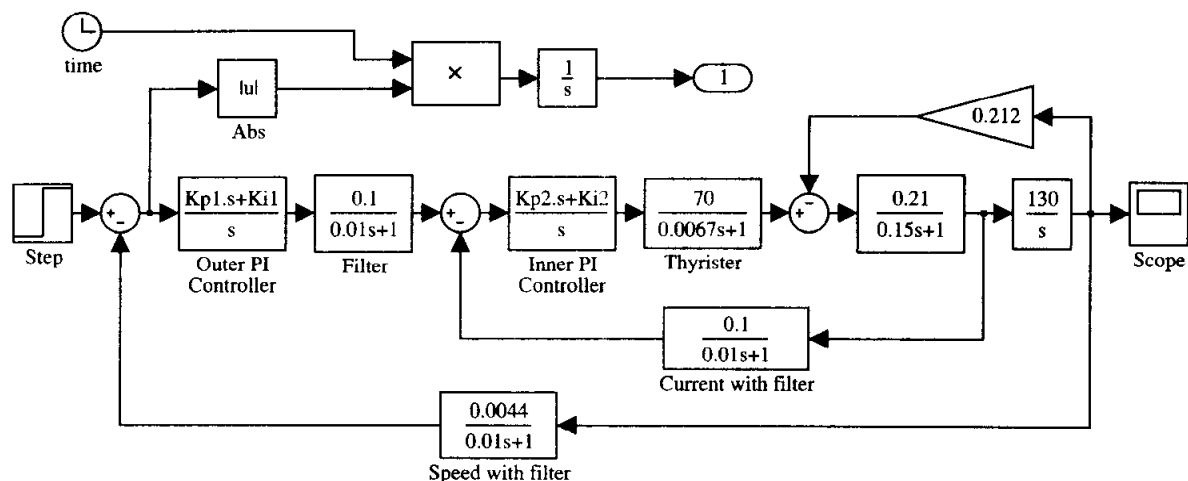 time
|u|
Abs
×
1
s
1
0.212
Step
+
−
Kp1.s+Ki1
s
Outer PI
Controller
0.1
0.01s+1
Filter
+
−
Kp2.s+Ki2
s
Inner PI
Controller
70
0.0067s+1
Thyrister
+
−
0.21
0.15s+1
130
s
Scope
0.1
0.01s+1
Current with filter
0.0044
0.01s+1
Speed with filter